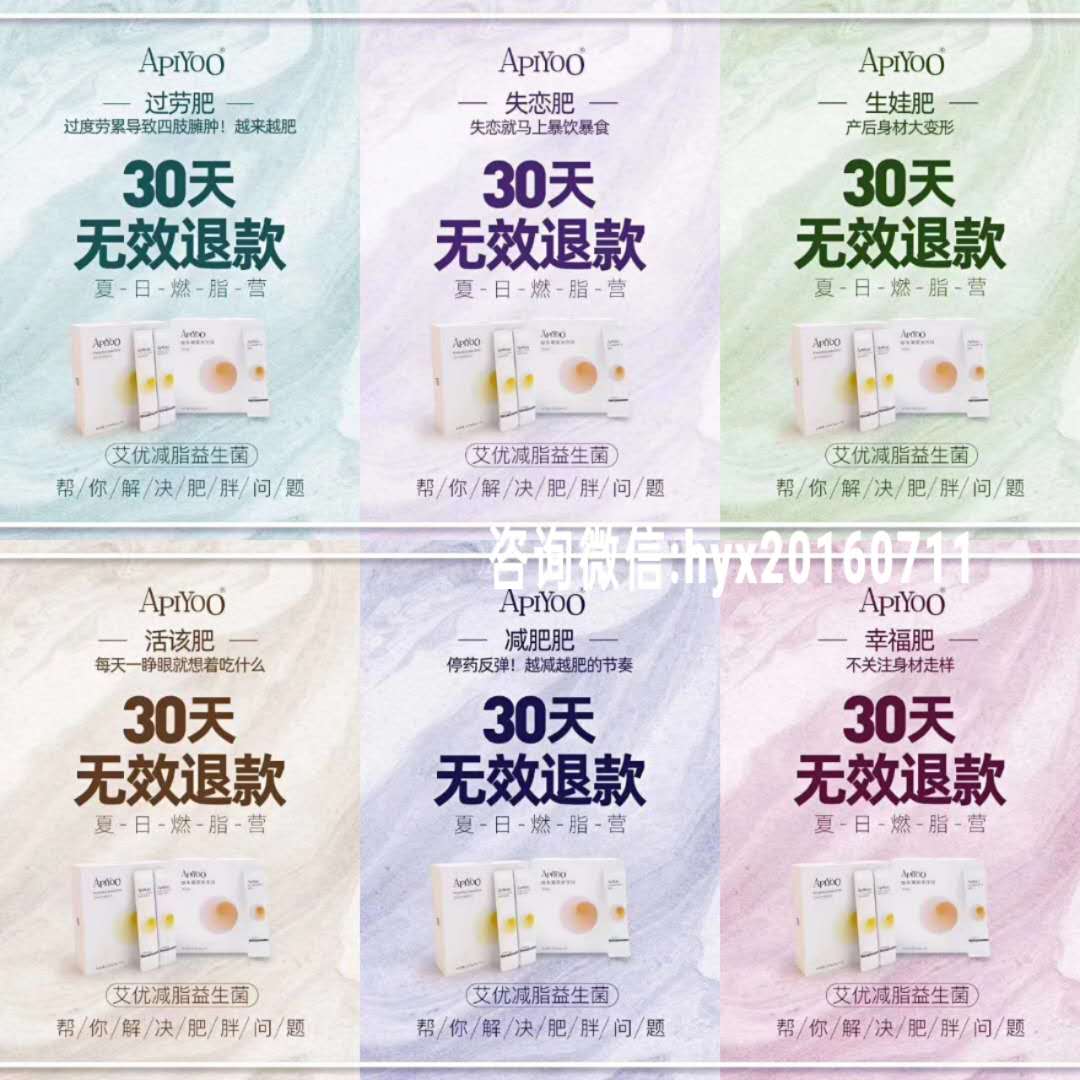 APIYOO®
过劳肥
过度劳累导致四肢臃肿！越来越肥
30天
无效退款
夏-日-燃-脂-营
APIYOO
APIYOO
艾优减脂益生菌
帮/你/解/决/肥/胖/问/题
APIYOO®
失恋肥
失恋就马上暴饮暴食
30天
无效退款
夏-日-燃-脂-营
APIYOO
APIYOO
艾优减脂益生菌
帮/你/解/决/肥/胖/问/题
APIYOO®
生娃肥
产后身材大变形
30天
无效退款
夏-日-燃-脂-营
APIYOO
APIYOO
艾优减脂益生菌
帮/你/解/决/肥/胖/问/题
咨询微信:hyx20160711
APIYOO®
活该肥
每天一睁眼就想着吃什么
30天
无效退款
夏-日-燃-脂-营
APIYOO
APIYOO
艾优减脂益生菌
帮/你/解/决/肥/胖/问/题
APIYOO®
减肥肥
停药反弹！越减越肥的节奏
30天
无效退款
夏-日-燃-脂-营
APIYOO
APIYOO
艾优减脂益生菌
帮/你/解/决/肥/胖/问/题
APIYOO®
幸福肥
不关注身材走样
30天
无效退款
夏-日-燃-脂-营
APIYOO
APIYOO
艾优减脂益生菌
帮/你/解/决/肥/胖/问/题